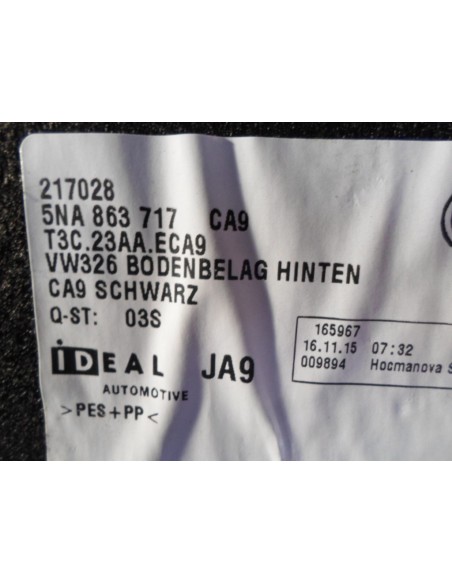 217028
5NA 863 717 CA9
T3C.23AA.ECA9
VW326 BODENBELAG HINTEN
CA9 SCHWARZ
Q-ST: 03S
iDEAL JA9
AUTOMOTIVE
>PES+PP<
165967
16.11.15 07:32
009894 Hocmanova S